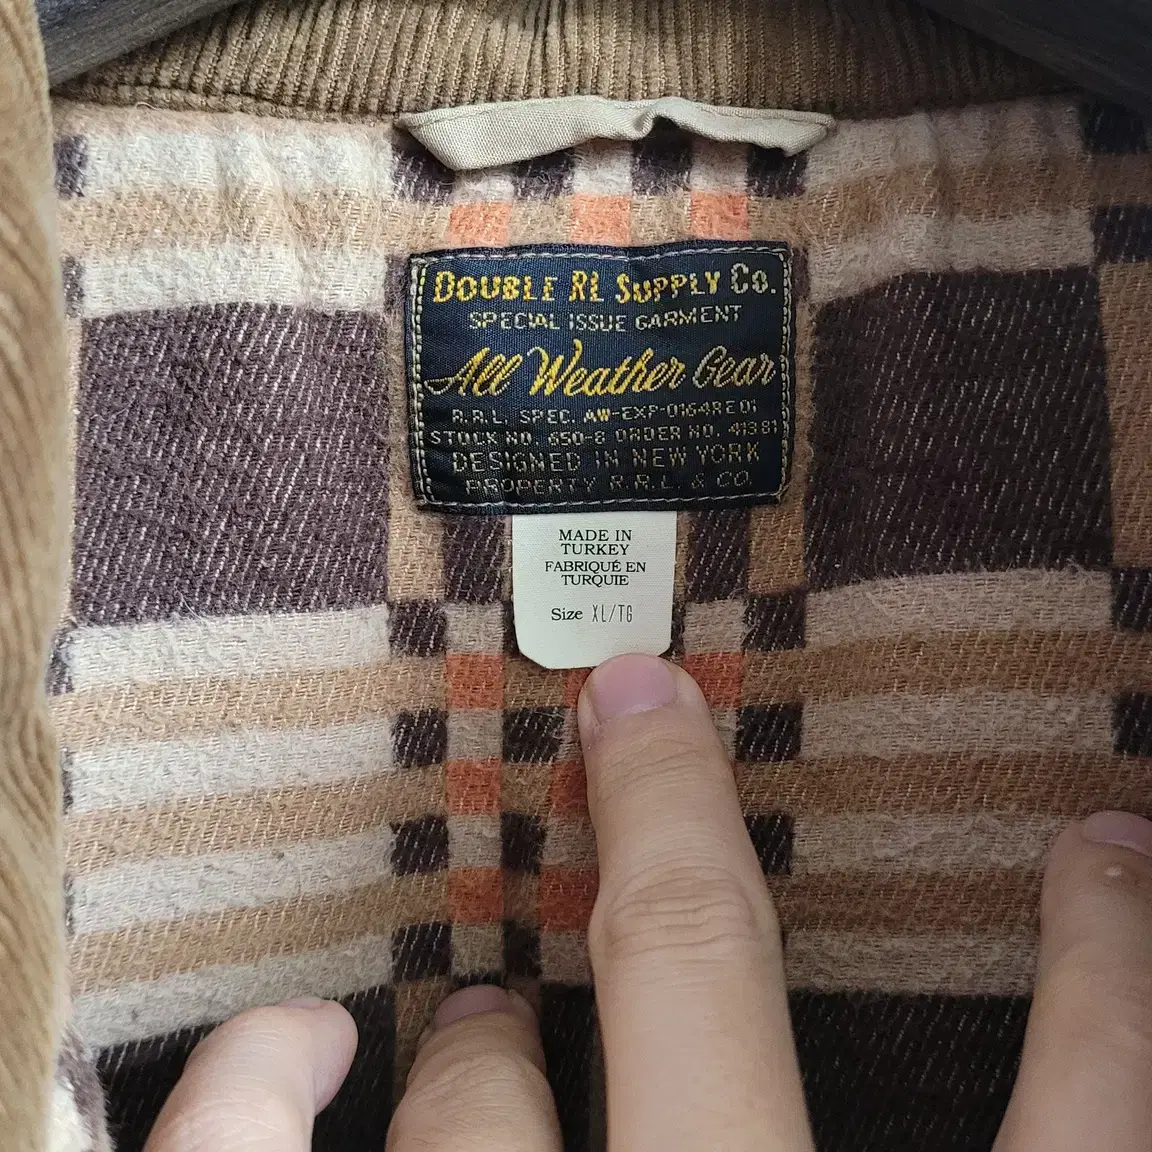 DOUBLE RL SUPPLY CO.
SPECIAL ISSUE GARMENT
All Weather Gear
R.R.L. SPEC. AW-EXP-0164RE01
STOCK NO. 650-8 ORDER NO. 41381
DESIGNED IN NEW YORK
PROPERTY R.R.L. & CO.
MADE IN
TURKEY
FABRIQUÉ EN
TURQUIE
Size XL/TG